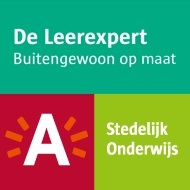 De Leerexpert
Buitengewoon op maat
A
Stedelijk
Onderwijs